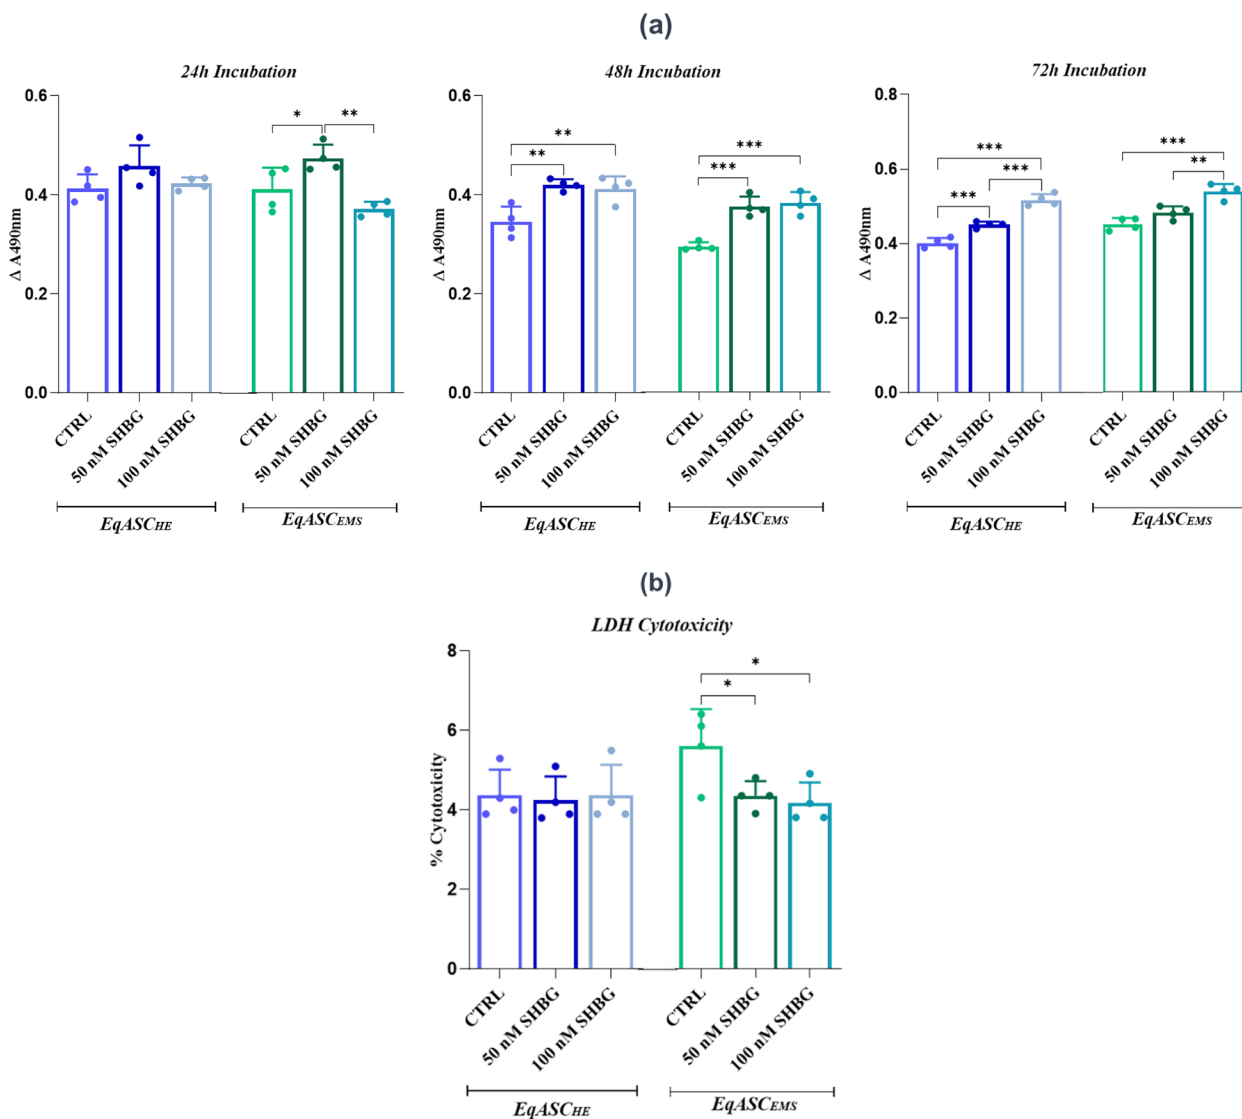 (a)
24h Incubation
0.6
0.4
0.2
0.0
Δ A490nm
*
**
CTRL
50 nM SHBG
100 nM SHBG
CTRL
50 nM SHBG
100 nM SHBG
EqASCHE
EqASCEMS
48h Incubation
0.6
0.4
0.2
0.0
Δ A490nm
**
**
***
***
CTRL
50 nM SHBG
100 nM SHBG
CTRL
50 nM SHBG
100 nM SHBG
EqASCHE
EqASCEMS
72h Incubation
0.8
0.6
0.4
0.2
0.0
Δ A490nm
***
***
***
***
**
CTRL
50 nM SHBG
100 nM SHBG
CTRL
50 nM SHBG
100 nM SHBG
EqASCHE
EqASCEMS
(b)
LDH Cytotoxicity
8
6
4
2
0
% Cytotoxicity
*
*
CTRL
50 nM SHBG
100 nM SHBG
CTRL
50 nM SHBG
100 nM SHBG
EqASCHE
EqASCEMS